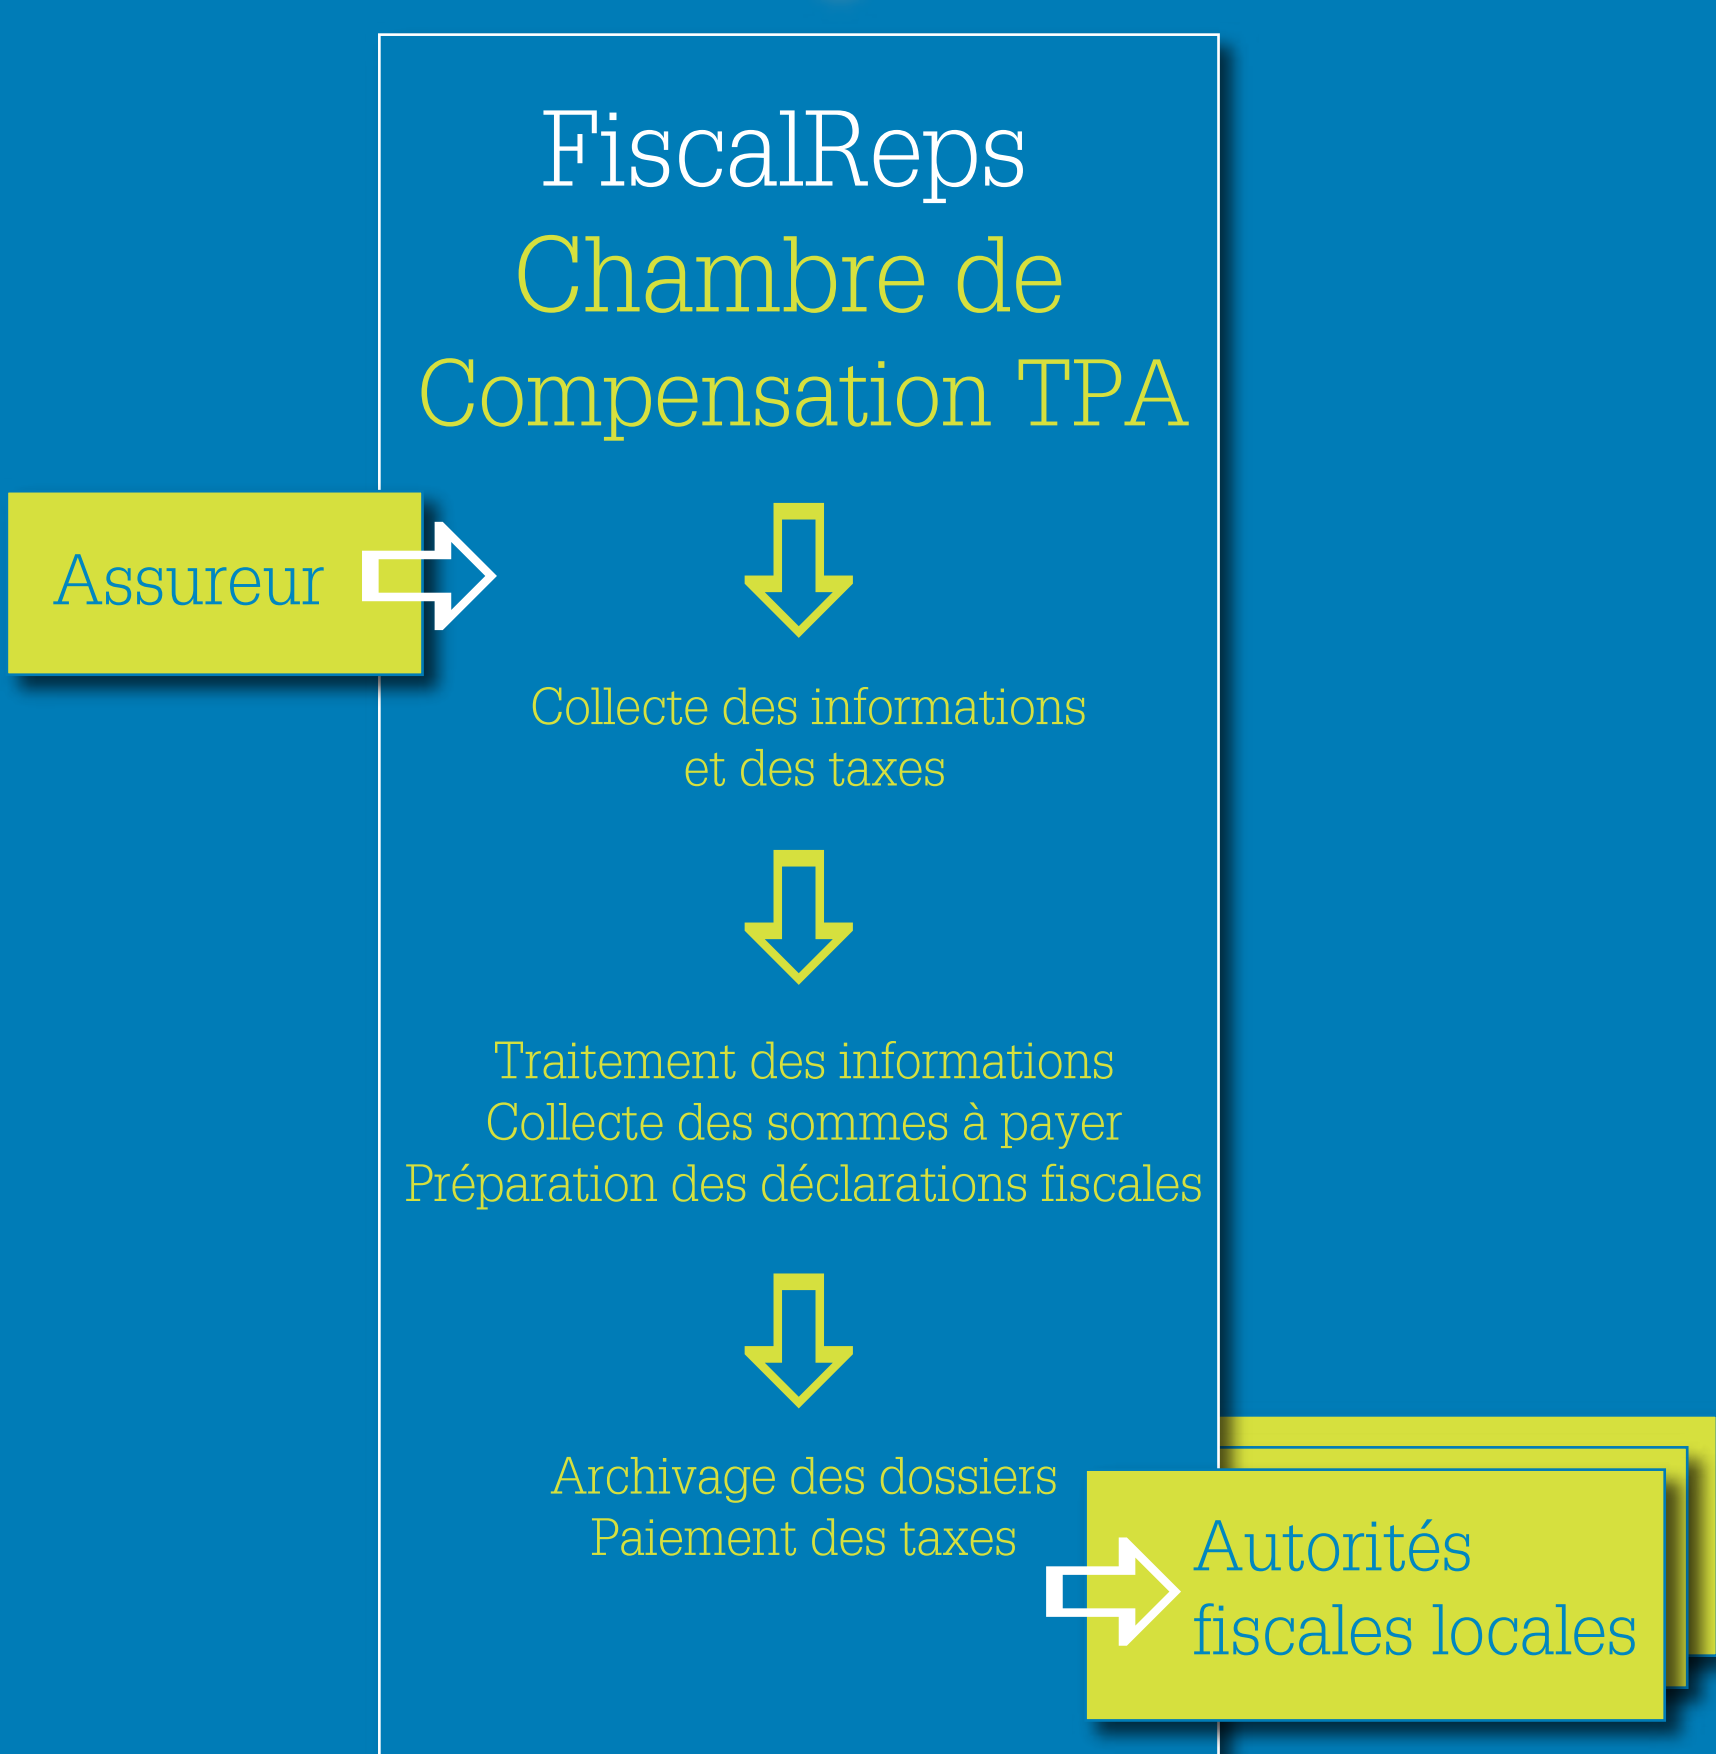 FiscalReps
Chambre de
Compensation TPA
Assureur
Collecte des informations
et des taxes
Traitement des informations
Collecte des sommes à payer
Préparation des déclarations fiscales
Archivage des dossiers
Paiement des taxes
Autorités
fiscales locales